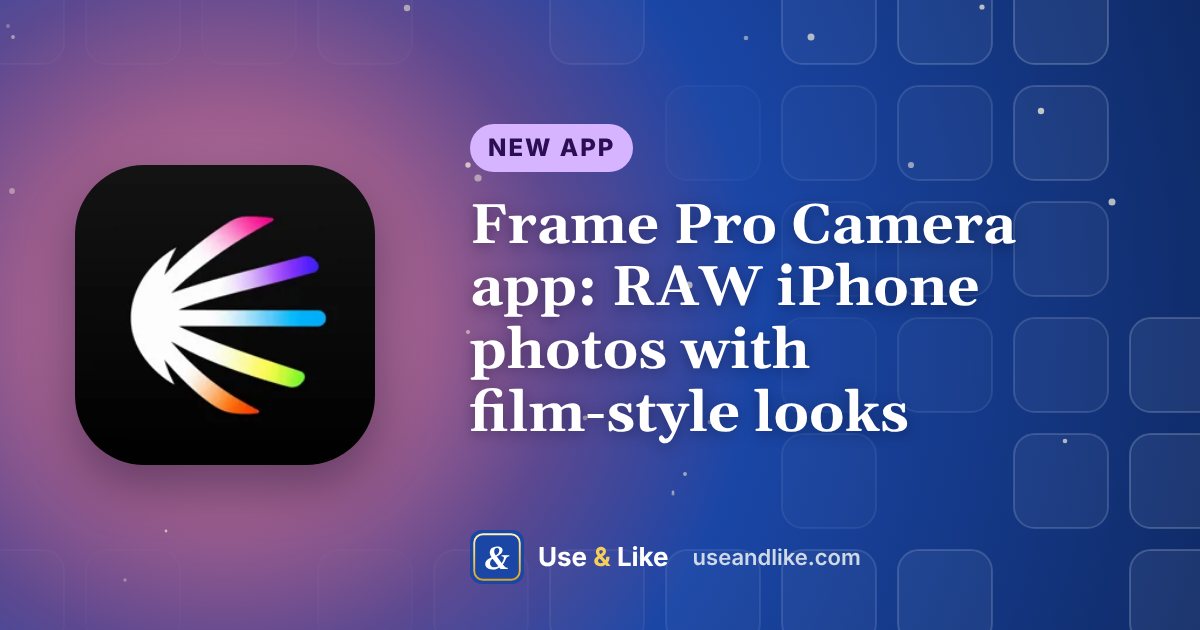 NEW APP
Frame Pro Camera
app: RAW iPhone
photos with
film-style looks
& Use & Like useandlike.com